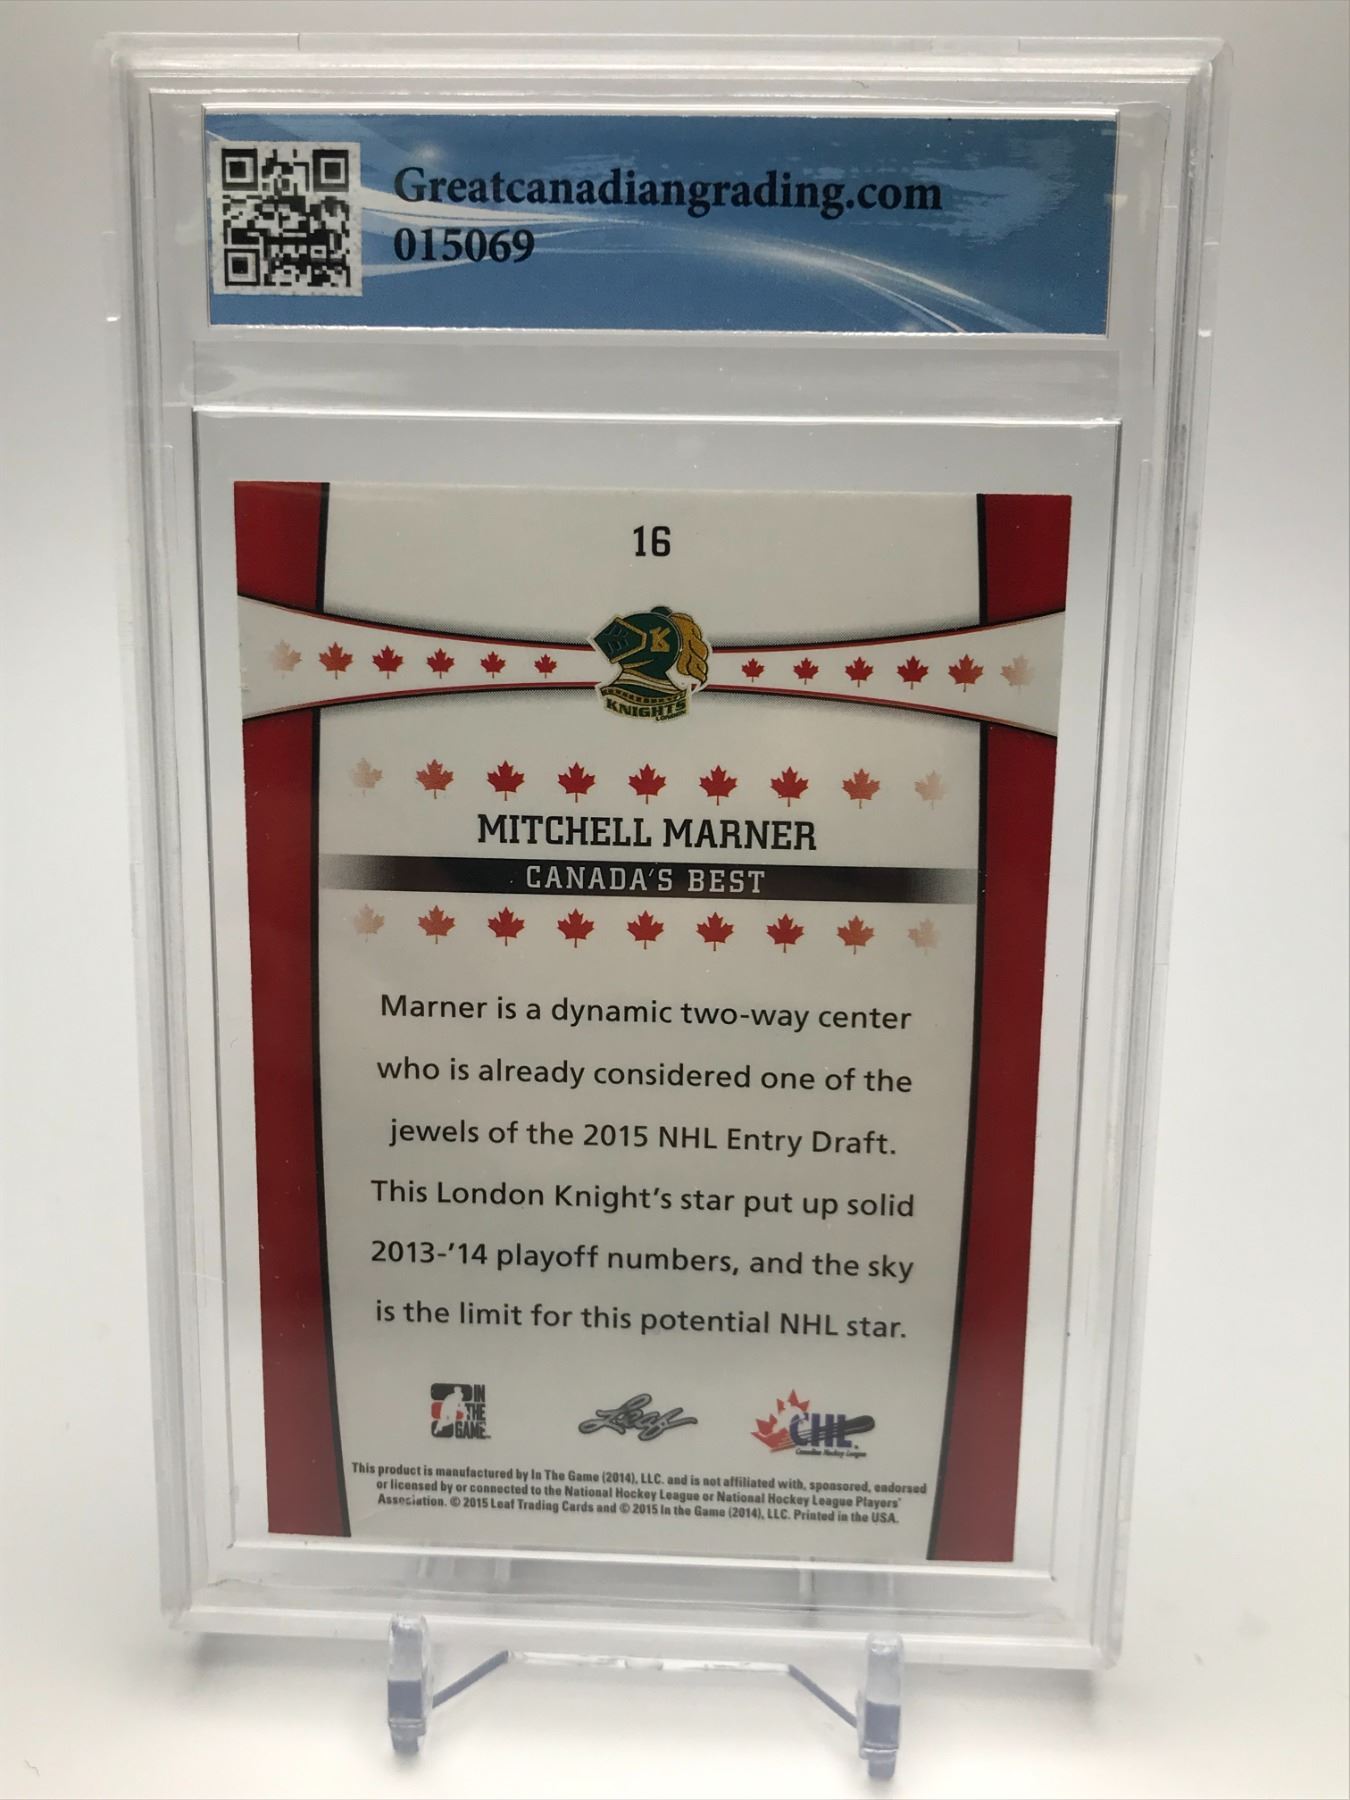 Greatcanadiangrading.com
015069
16
K
KNIGHTS
LONDON
MITCHELL MARNER
CANADA'S BEST
Marner is a dynamic two-way center
who is already considered one of the
jewels of the 2015 NHL Entry Draft.
This London Knight's star put up solid
2013-'14 playoff numbers, and the sky
is the limit for this potential NHL star.
IN
THE
GAME
Leaf
CHL
Canadian Hockey League
This product is manufactured by In The Game (2014), LLC. and is not affiliated with, sponsored, endorsed
or licensed by or connected to the National Hockey League or National Hockey League Players'
Association. © 2015 Leaf Trading Cards and © 2015 In the Game (2014), LLC. Printed in the USA.